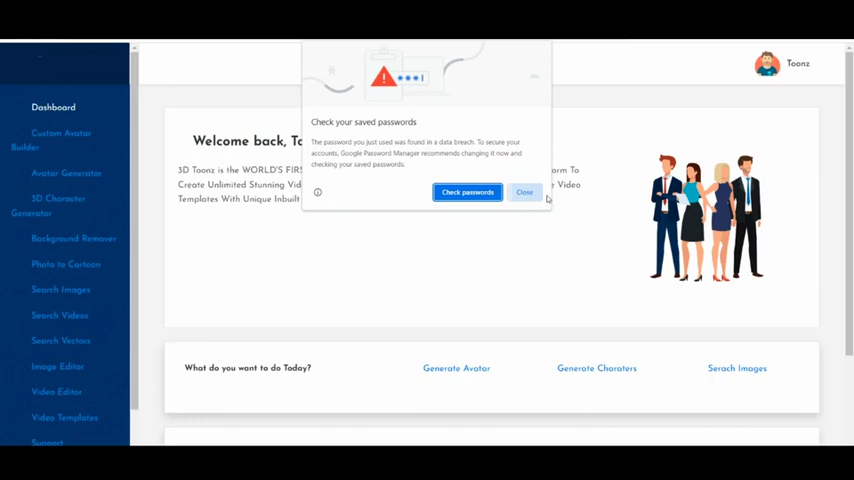 Toonz
Dashboard
Custom Avatar
Builder
Avatar Generator
3D Character
Generator
Background Remover
Photo to Cartoon
Search Images
Search Videos
Search Vectors
Image Editor
Video Editor
Video Templates
Support
Check your saved passwords
The password you just used was found in a data breach. To secure your
accounts, Google Password Manager recommends changing it now and
checking your saved passwords.
Check passwords
Close
Welcome back, To
3D Toonz is the WORLD'S FIRS
orm To
Create Unlimited Stunning Vid
e Video
Templates With Unique Inbuilt
What do you want to do Today?
Generate Avatar
Generate Charaters
Serach Images